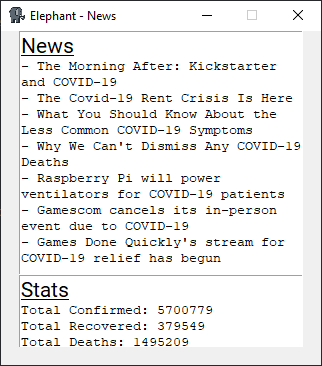 Elephant - News
News
- The Morning After: Kickstarter
and COVID-19
- The Covid-19 Rent Crisis Is Here
- What You Should Know About the
Less Common COVID-19 Symptoms
- Why We Can't Dismiss Any COVID-19
Deaths
- Raspberry Pi will power
ventilators for COVID-19 patients
- Gamescom cancels its in-person
event due to COVID-19
- Games Done Quickly's stream for
COVID-19 relief has begun
Stats
Total Confirmed: 5700779
Total Recovered: 379549
Total Deaths: 1495209